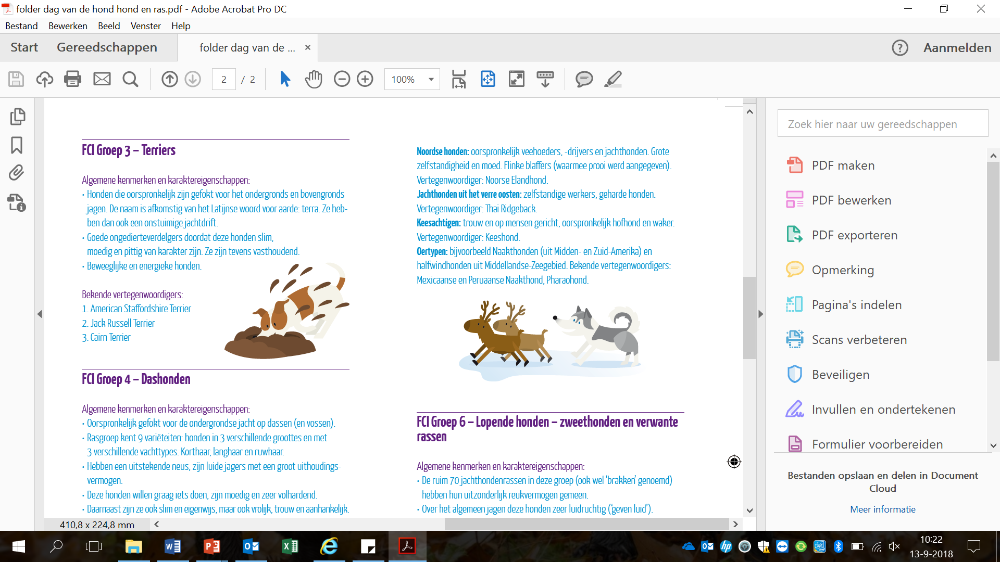 folder dag van de hond hond en ras.pdf - Adobe Acrobat Pro DC
Bestand Bewerken Beeld Venster Help
Start Gereedschappen folder dag van de ... × ? Aanmelden
2 / 2 100%
FCI Groep 3 – Terriers
Algemene kenmerken en karaktereigenschappen:
• Honden die oorspronkelijk zijn gefokt voor het ondergronds en bovengronds
jagen. De naam is afkomstig van het Latijnse woord voor aarde: terra. Ze heb-
ben dan ook een onstuimige jachtdrift.
• Goede ongedierteverdelgers doordat deze honden slim,
moedig en pittig van karakter zijn. Ze zijn tevens vasthoudend.
• Beweeglijke en energieke honden.
Bekende vertegenwoordigers:
1. American Staffordshire Terrier
2. Jack Russell Terrier
3. Cairn Terrier
FCI Groep 4 – Dashonden
Algemene kenmerken en karaktereigenschappen:
• Oorspronkelijk gefokt voor de ondergrondse jacht op dassen (en vossen).
• Rasgroep kent 9 variëteiten: honden in 3 verschillende groottes en met
3 verschillende vachttypes. Korthaar, langhaar en ruwhaar.
• Hebben een uitstekende neus, zijn luide jagers met een groot uithoudings-
vermogen.
• Deze honden willen graag iets doen, zijn moedig en zeer volhardend.
• Daarnaast zijn ze ook slim en eigenwijs, maar ook vrolijk, trouw en aanhankelijk.
Noordse honden: oorspronkelijk veehoeders, -drijvers en jachthonden. Grote
zelfstandigheid en moed. Flinke blaffers (waarmee prooi werd aangegeven).
Vertegenwoordiger: Noorse Elandhond.
Jachthonden uit het verre oosten: zelfstandige werkers, geharde honden.
Vertegenwoordiger: Thai Ridgeback.
Keesachtigen: trouw en op mensen gericht, oorspronkelijk hofhond en waker.
Vertegenwoordiger: Keeshond.
Oertypen: bijvoorbeeld Naakthonden (uit Midden- en Zuid-Amerika) en
halfwindhonden uit Middellandse-Zeegebied. Bekende vertegenwoordigers:
Mexicaanse en Peruaanse Naakthond, Pharaohond.
FCI Groep 6 – Lopende honden – zweethonden en verwante
rassen
Algemene kenmerken en karaktereigenschappen:
• De ruim 70 jachthondenrassen in deze groep (ook wel ‘brakken’ genoemd)
hebben hun uitzonderlijk reukvermogen gemeen.
• Over het algemeen jagen deze honden zeer luidruchtig (‘geven luid’).
410,8 x 224,8 mm
Zoek hier naar uw gereedschappen
PDF maken
PDF bewerken
PDF exporteren
Opmerking
Pagina's indelen
Scans verbeteren
Beveiligen
Invullen en ondertekenen
Formulier voorbereiden
Bestanden opslaan en delen in Document
Cloud
Meer informatie
10:22
13-9-2018